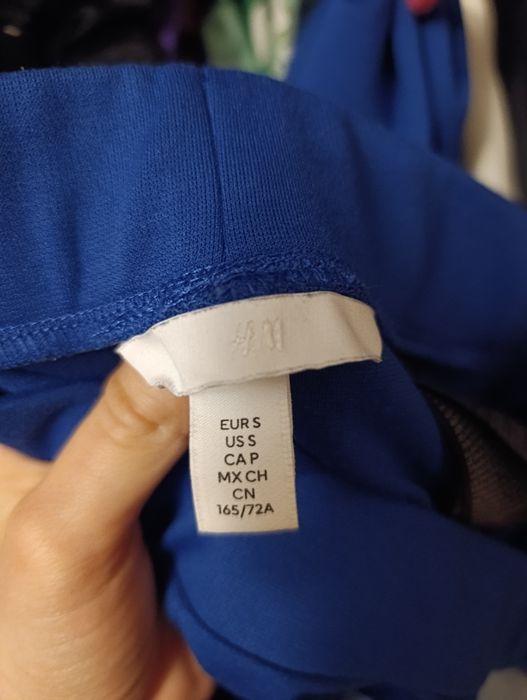 H&M
EUR S
US S
CA P
MX CH
CN
165/72A